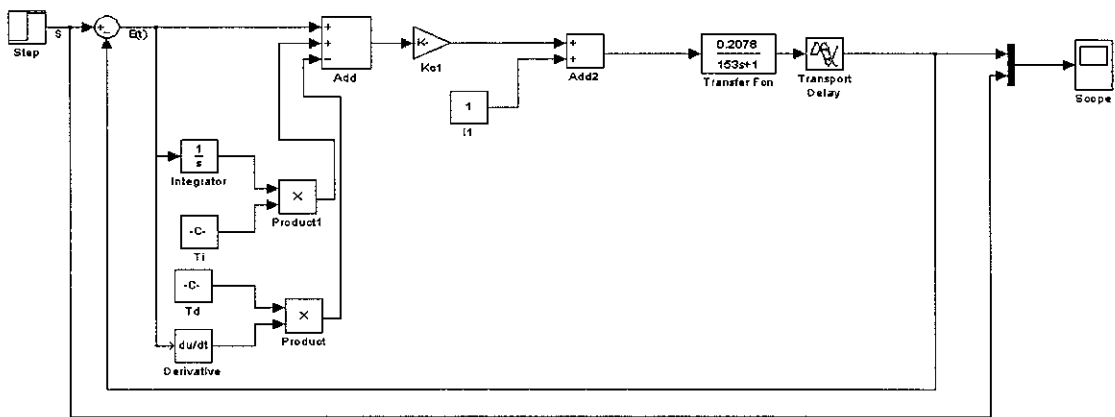 Step
S
+
-
E(t)
+
+
-
Add
-K-
Kc1
+
+
Add2
1
I1
0.2078
153s+1
Transfer Fcn
Transport
Delay
Scope
1
s
Integrator
×
Product1
-C-
Ti
-C-
Td
×
Product
du/dt
Derivative